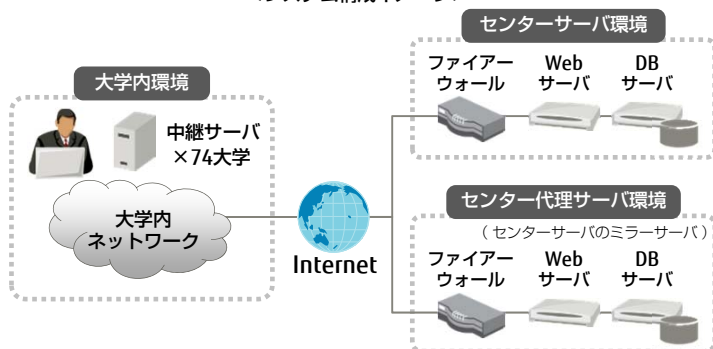 センターサーバ環境
ファイアー
ウォール
Web
サーバ
DB
サーバ
大学内環境
中継サーバ
×74大学
大学内
ネットワーク
Internet
センター代理サーバ環境
（センターサーバのミラーサーバ）
ファイアー
ウォール
Web
サーバ
DB
サーバ